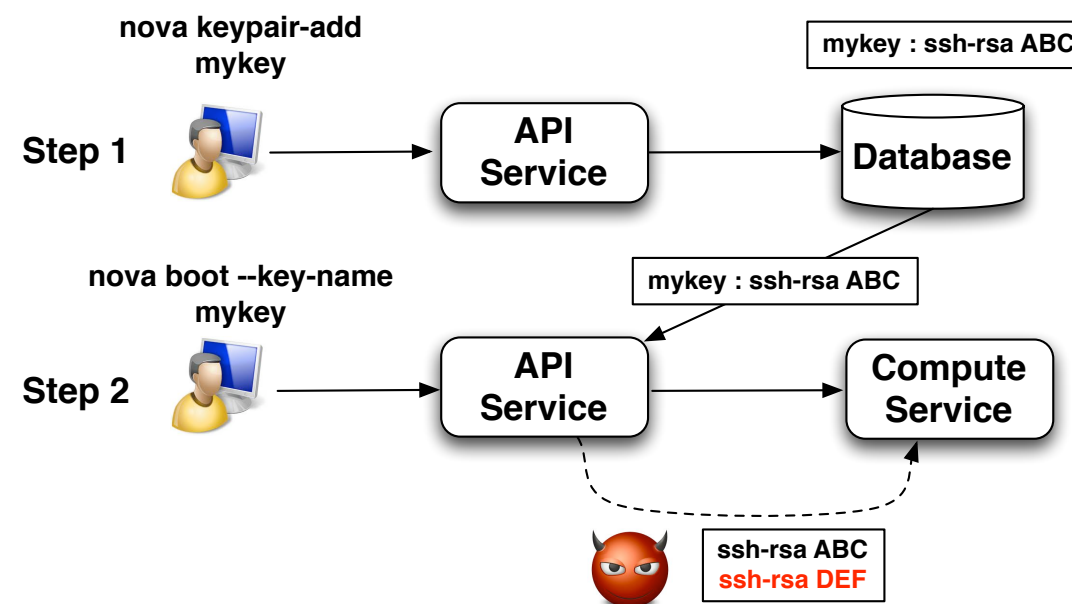 nova keypair-add
mykey
mykey : ssh-rsa ABC
Step 1
API
Service
Database
nova boot --key-name
mykey
mykey : ssh-rsa ABC
Step 2
API
Service
Compute
Service
ssh-rsa ABC
ssh-rsa DEF